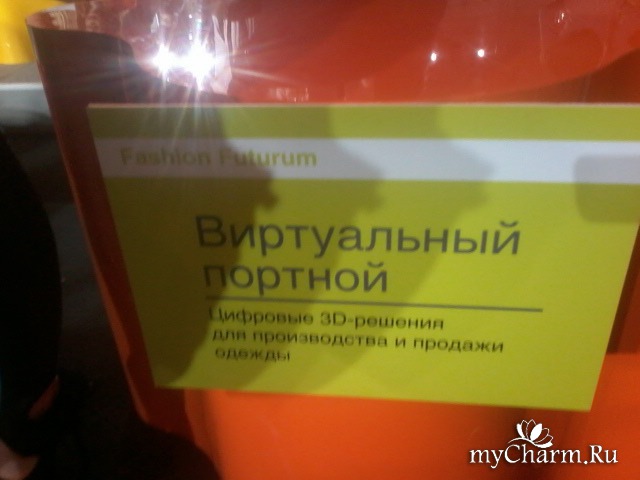 Fashion Futurum
Виртуальный
портной
Цифровые 3D-решения
для производства и продажи
одежды
myCharm.Ru